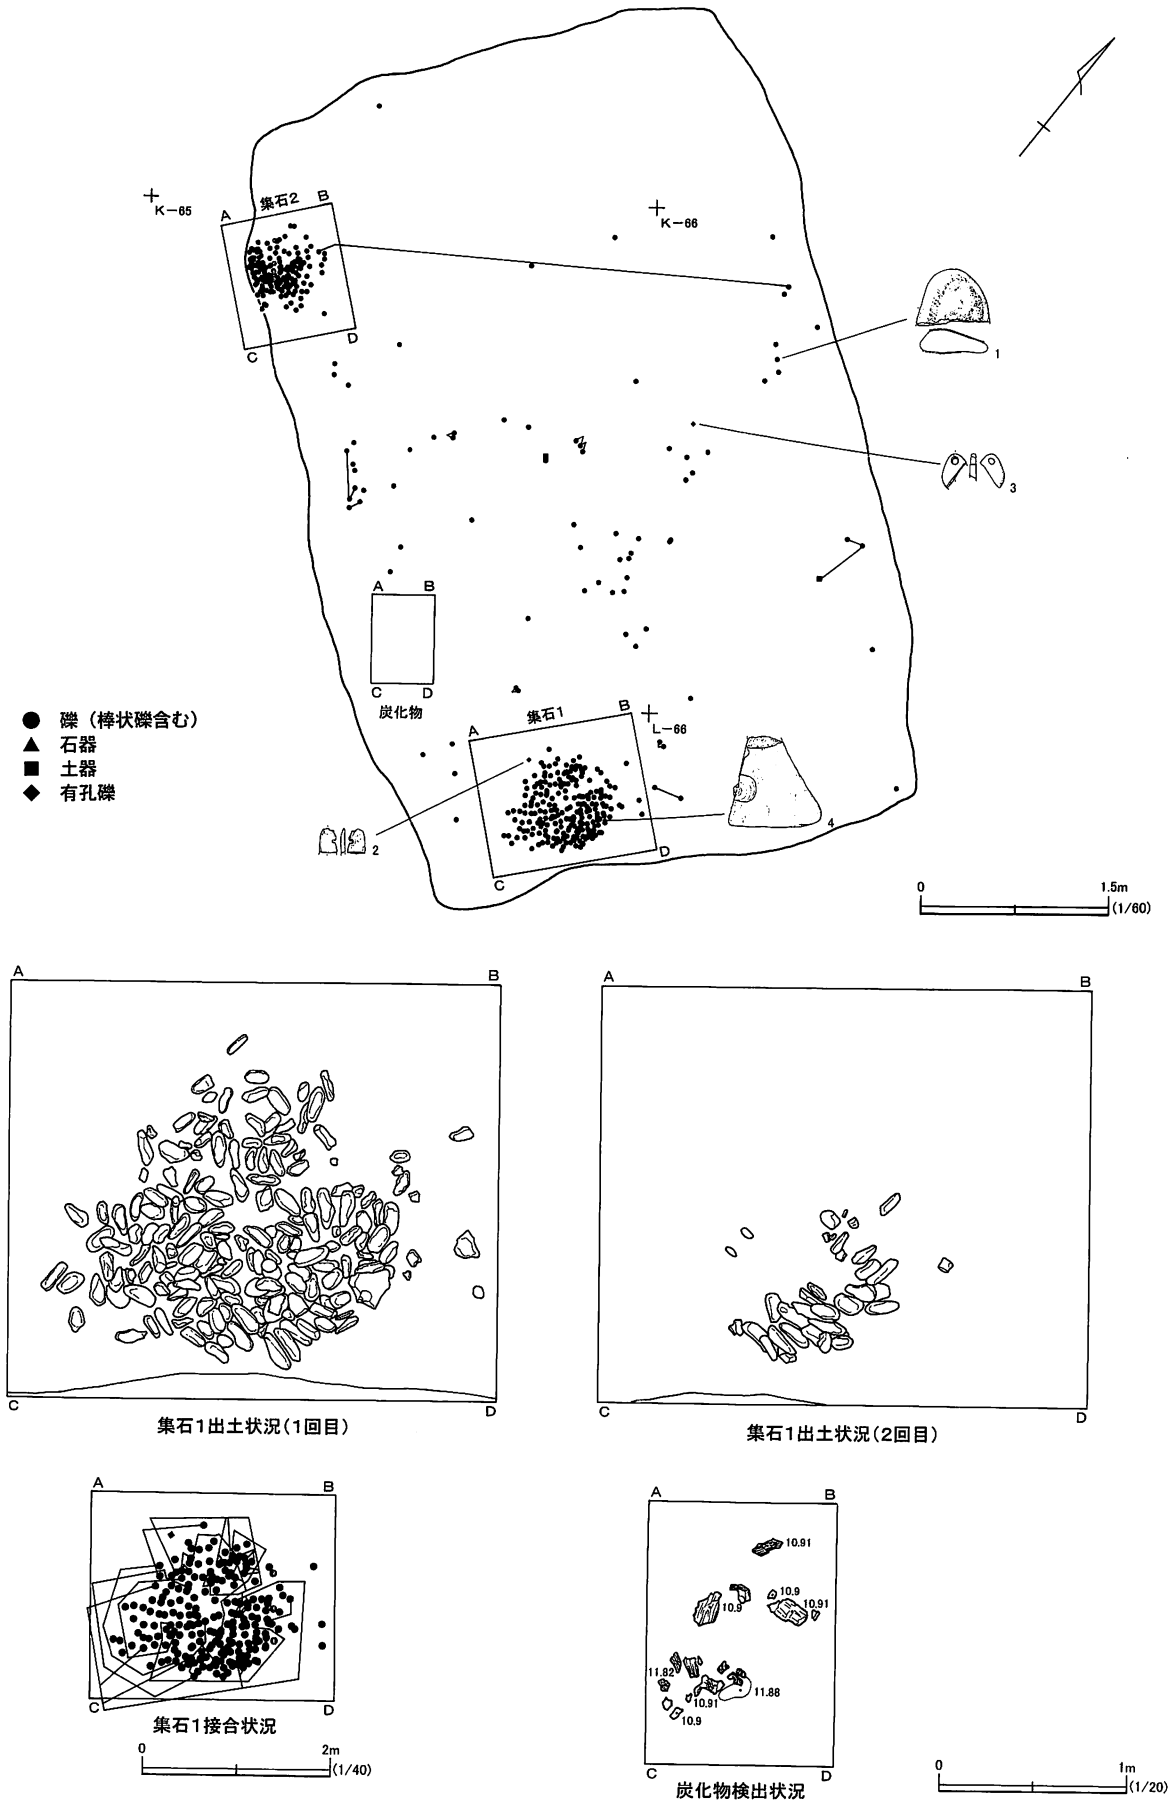 K-65
A 集石2 B
C D
K-66
1
3
A B
C D
炭化物
● 礫（棒状礫含む）
▲ 石器
■ 土器
◆ 有孔礫
A 集石1 B
L-66
C D
2
4
0 1.5m
(1/60)
A B
C D
集石1出土状況（1回目）
A B
C D
集石1出土状況（2回目）
A B
C D
集石1接合状況
0 2m
(1/40)
A B
10.91
10.9
10.9
10.91
11.82
10.91
11.88
10.9
C D
炭化物検出状況
0 1m
(1/20)